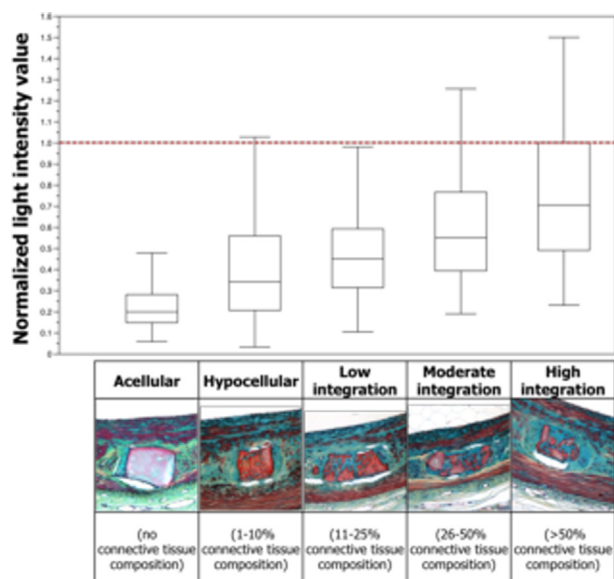 Normalized light intensity value
1.6
1.5
1.4
1.3
1.2
1.1
1.0
0.9
0.8
0.7
0.6
0.5
0.4
0.3
0.2
0.1
0
Acellular
Hypocellular
Low
integration
Moderate
integration
High
integration
(no
connective tissue
composition)
(1-10%
connective tissue
composition)
(11-25%
connective tissue
composition)
(26-50%
connective tissue
composition)
(>50%
connective tissue
composition)